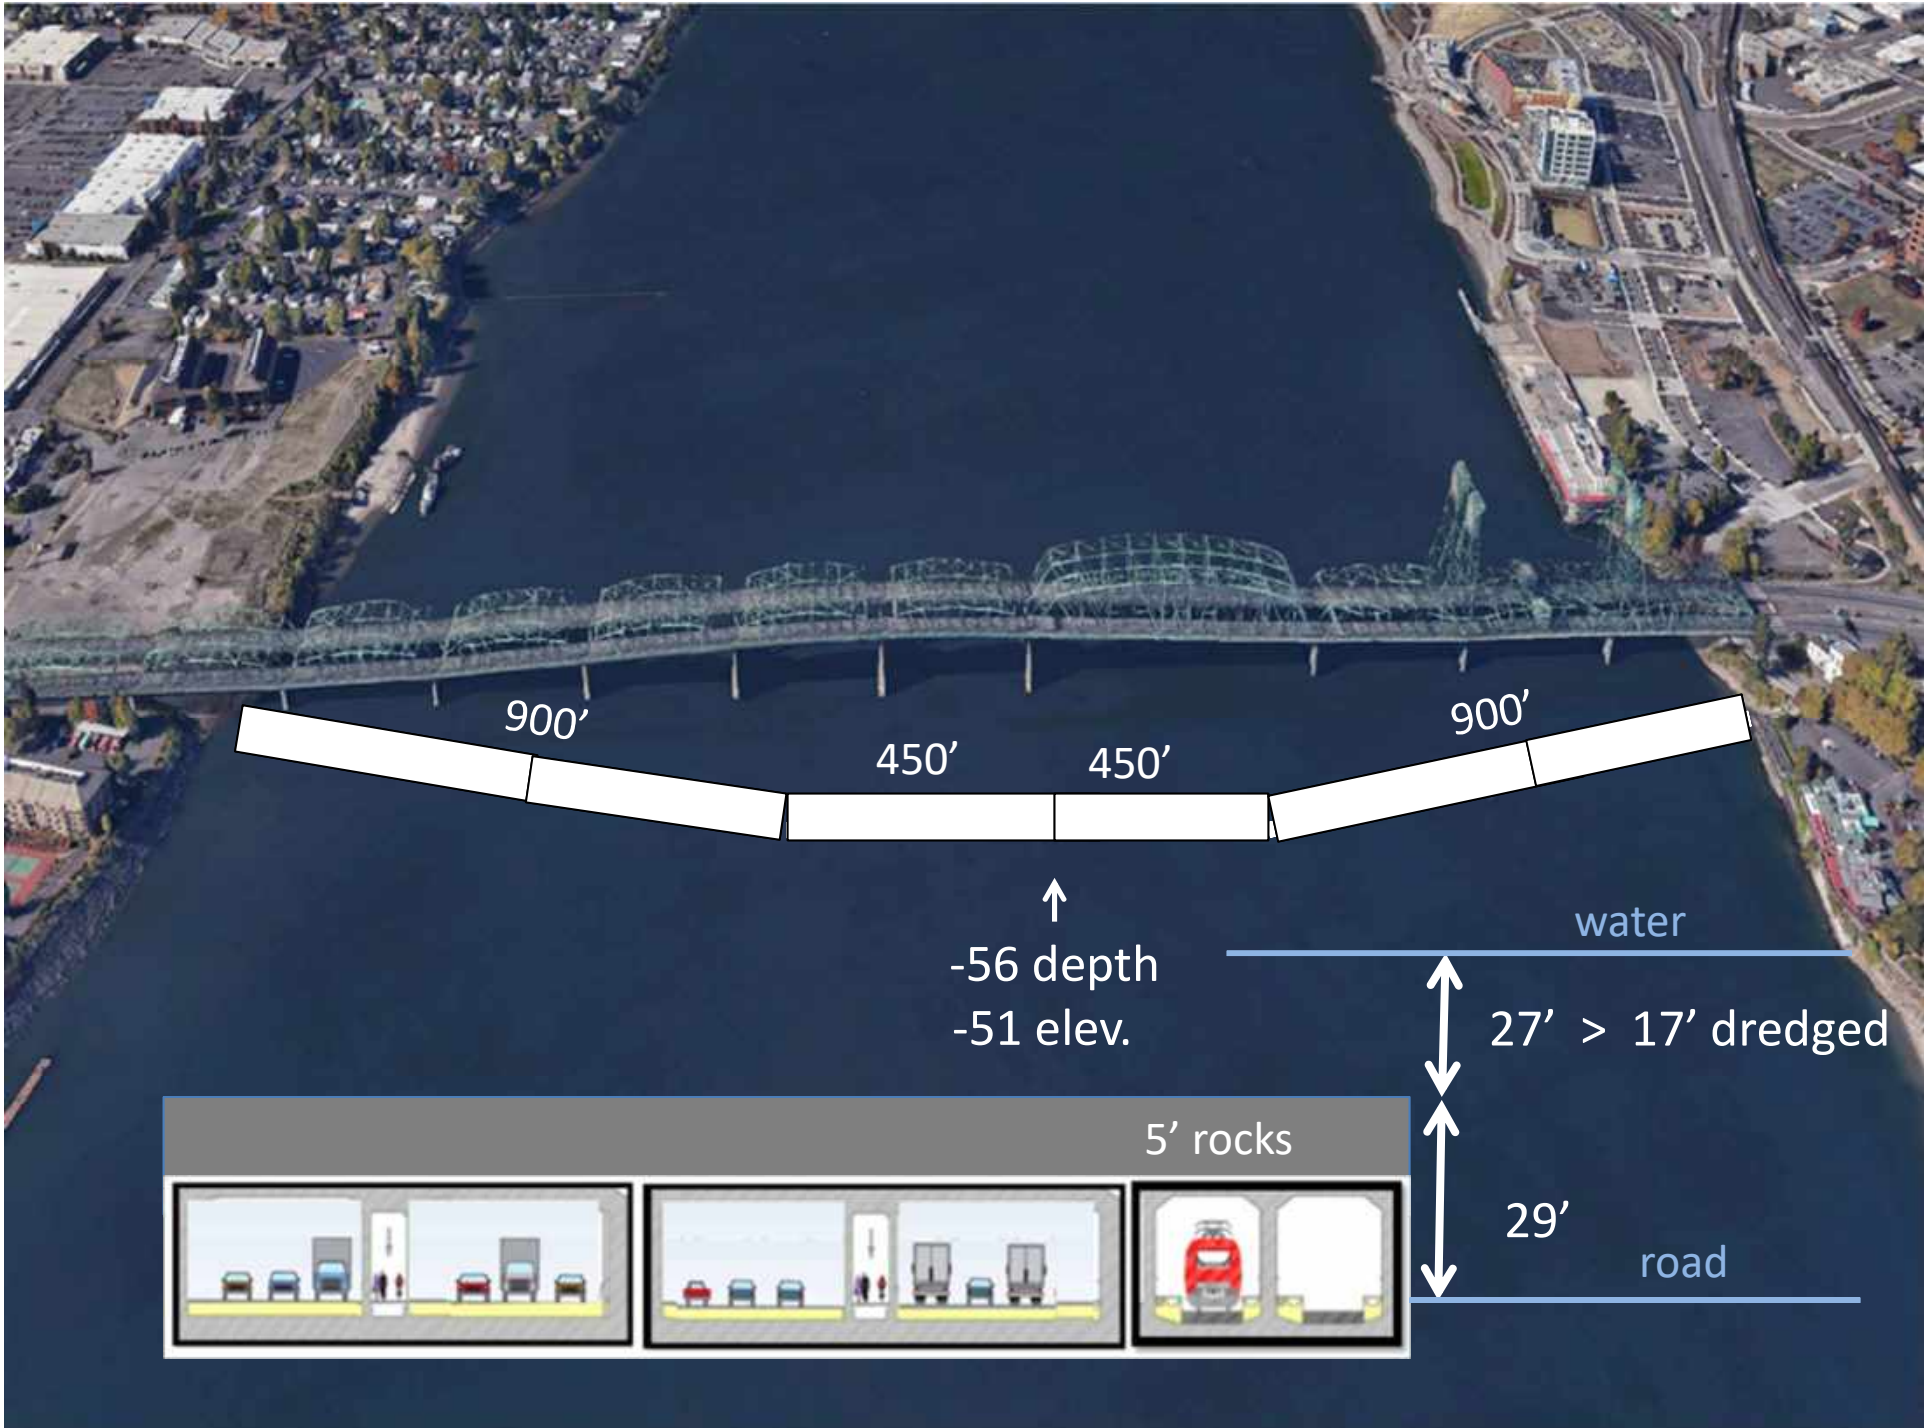 900’
900’
450’
450’
-56 depth
-51 elev.
water
27’ > 17’ dredged
5’ rocks
29’
road